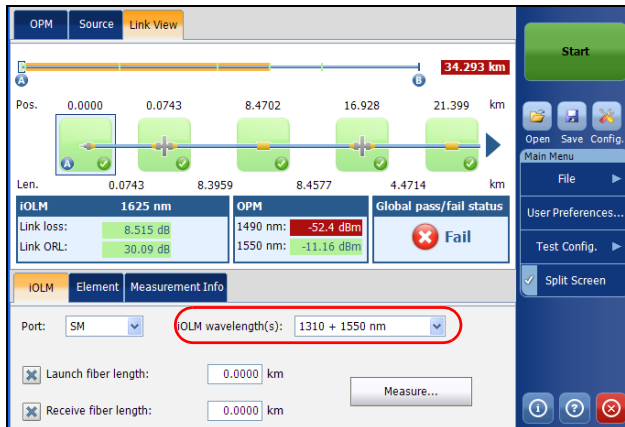 OPM Source Link View
34.293 km
A B
Pos. 0.0000 0.0743 8.4702 16.928 21.399 km
A
Len. 0.0743 8.3959 8.4577 4.4714 km
iOLM 1625 nm OPM Global pass/fail status
Link loss: 8.515 dB 1490 nm: -52.4 dBm
Link ORL: 30.09 dB 1550 nm: -11.16 dBm
Fail
iOLM Element Measurement Info
Port: SM iOLM wavelength(s): 1310 + 1550 nm
Launch fiber length: 0.0000 km
Measure...
Receive fiber length: 0.0000 km
Start
Open Save Config.
Main Menu
File
User Preferences...
Test Config.
Split Screen